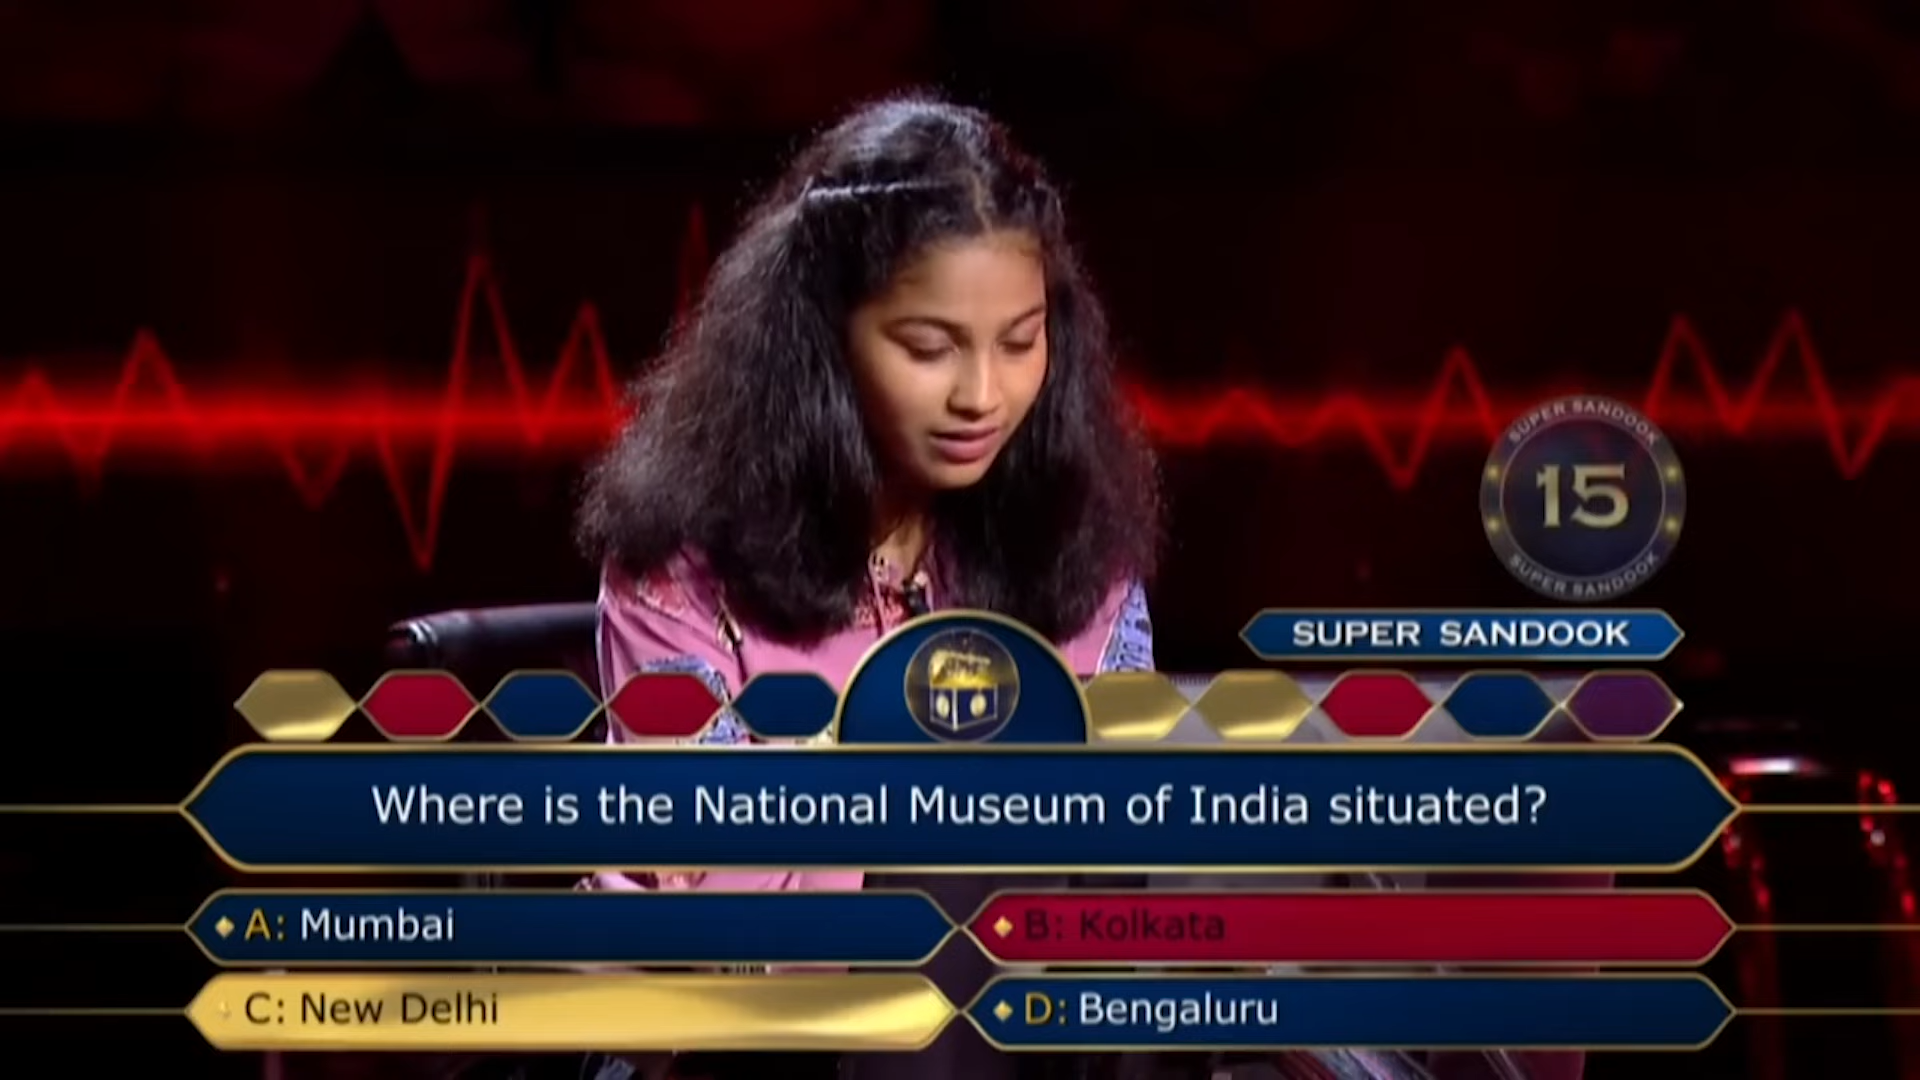 SUPER SANDOOK
15
SUPER SANDOOK
SUPER SANDOOK
Where is the National Museum of India situated?
A: Mumbai
B: Kolkata
C: New Delhi
D: Bengaluru